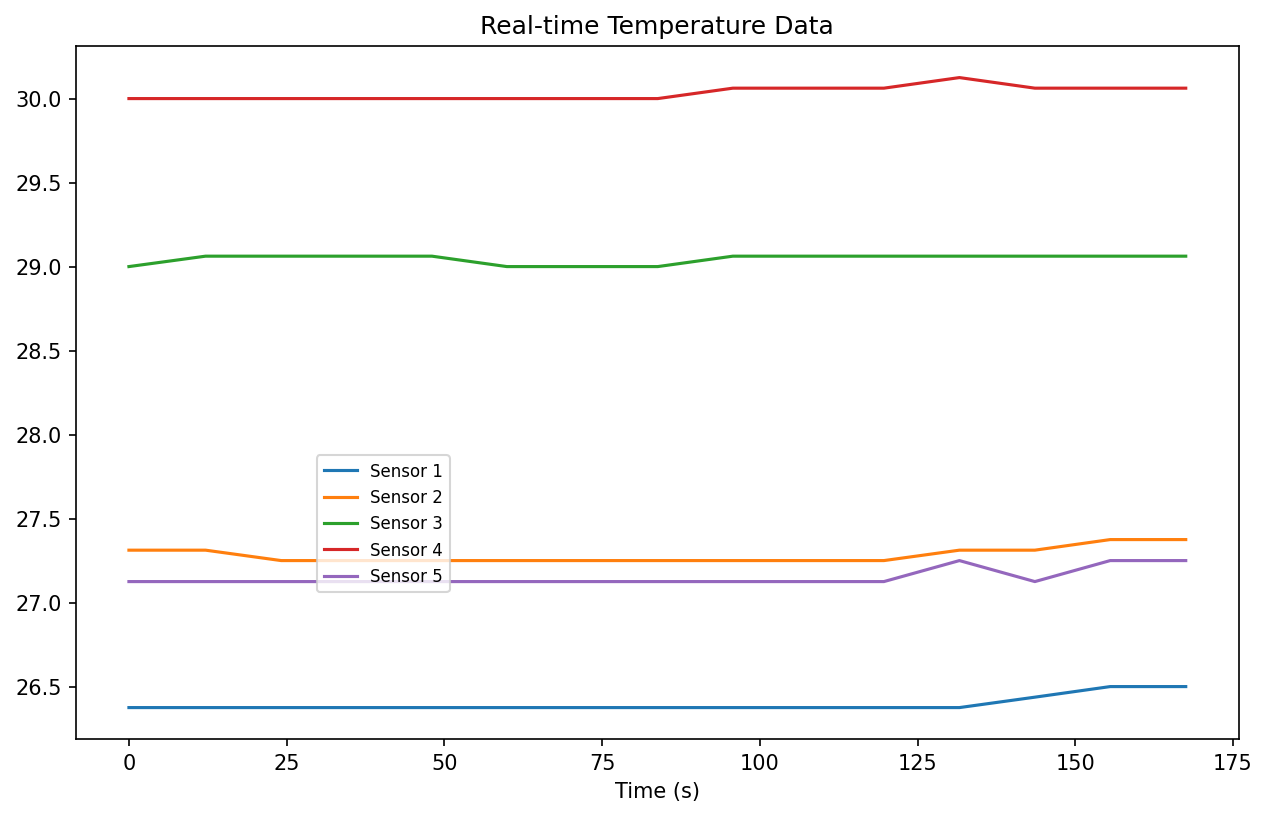 Real-time Temperature Data
30.0
29.5
29.0
28.5
28.0
27.5
27.0
26.5
Sensor 1
Sensor 2
Sensor 3
Sensor 4
Sensor 5
0 25 50 75 100 125 150 175
Time (s)